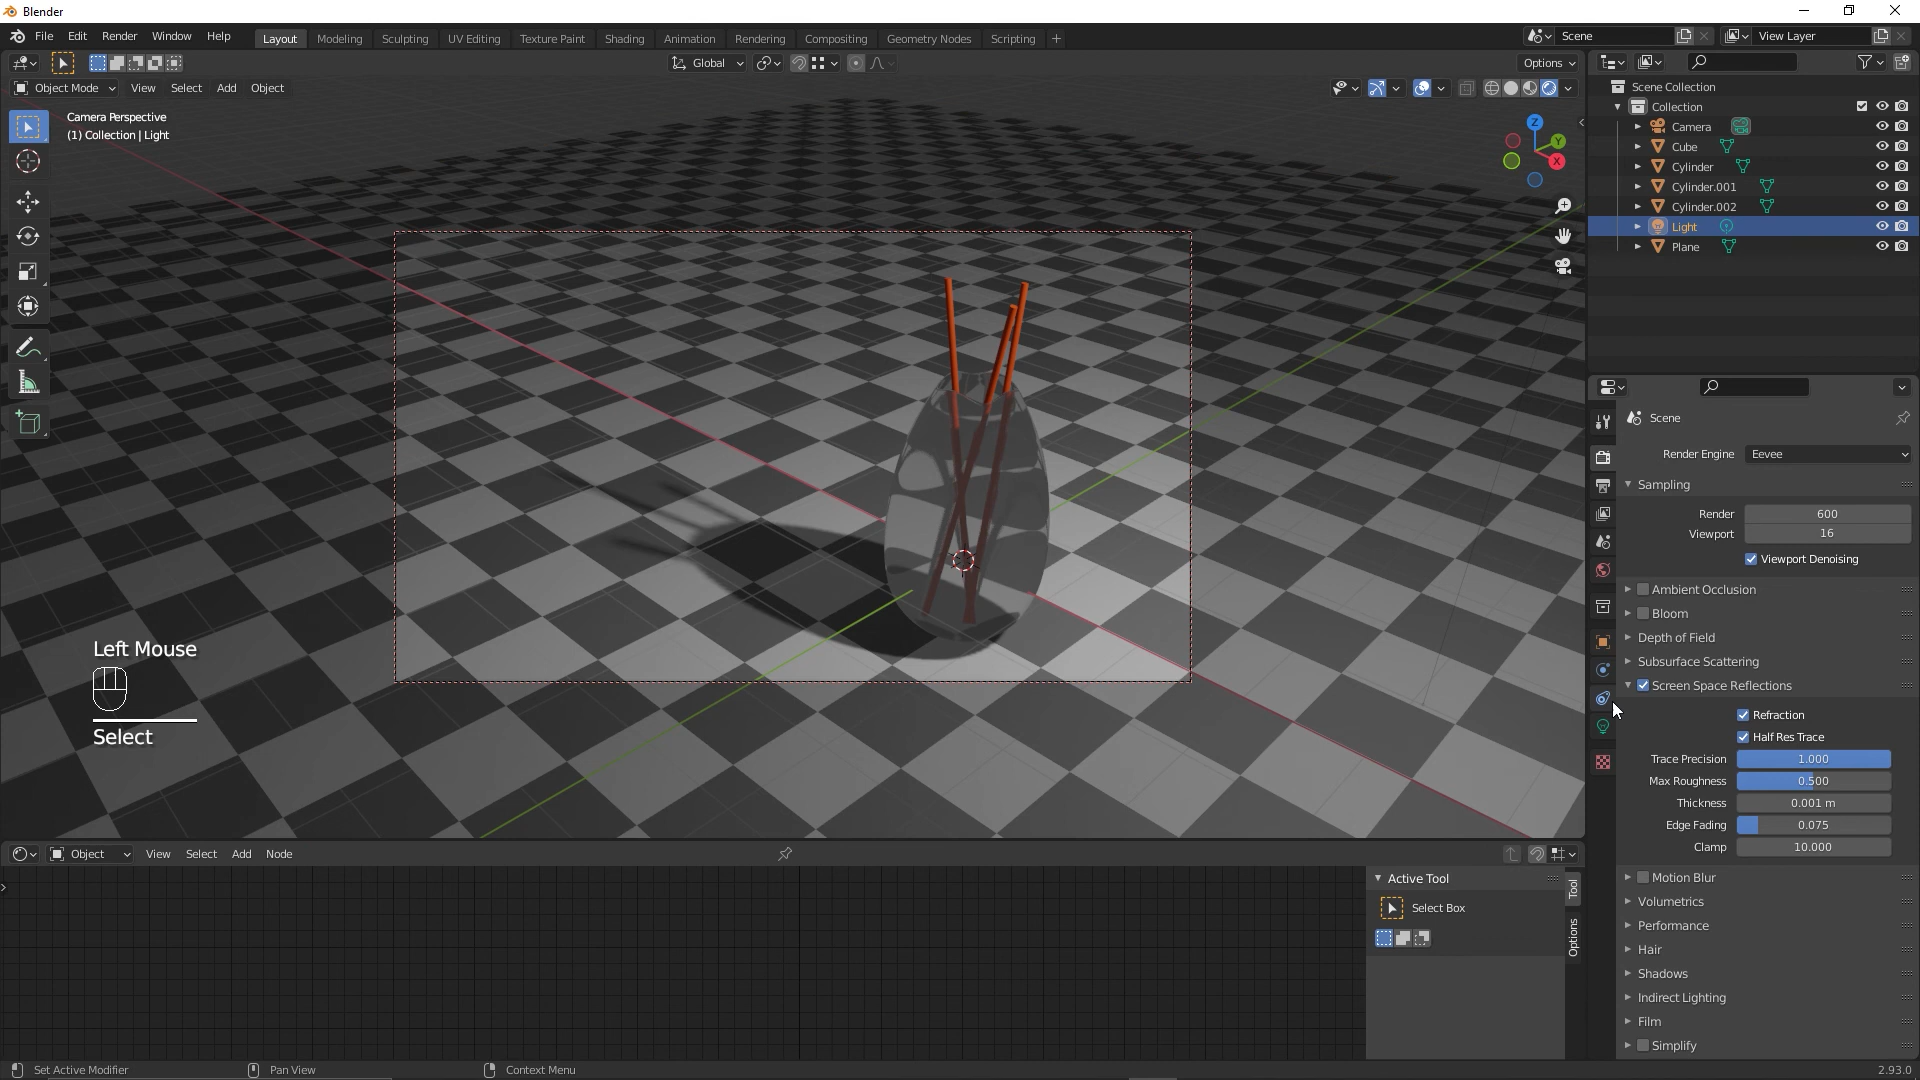 Blender
File Edit Render Window Help
Layout Modeling Sculpting UV Editing Texture Paint Shading Animation Rendering Compositing Geometry Nodes Scripting +
Scene
View Layer
Global
Options
Object Mode View Select Add Object
Camera Perspective
(1) Collection | Light
Z
Y
X
Scene Collection
Collection
Camera
Cube
Cylinder
Cylinder.001
Cylinder.002
Light
Plane
Scene
Render Engine Eevee
Sampling
Render 600
Viewport 16
Viewport Denoising
Ambient Occlusion
Bloom
Depth of Field
Subsurface Scattering
Screen Space Reflections
Refraction
Half Res Trace
Trace Precision 1.000
Max Roughness 0.500
Thickness 0.001 m
Edge Fading 0.075
Clamp 10.000
Motion Blur
Volumetrics
Performance
Hair
Shadows
Indirect Lighting
Film
Simplify
Left Mouse
Select
Object View Select Add Node
Active Tool
Select Box
Tool
Options
Set Active Modifier Pan View Context Menu 2.93.0